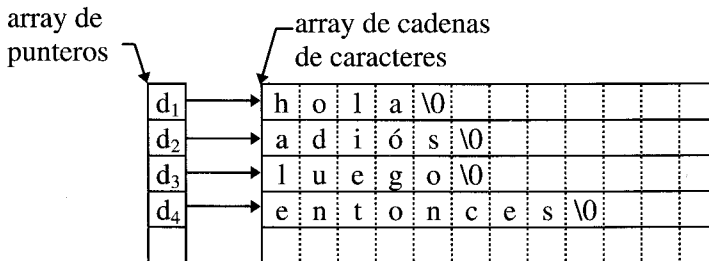 array de
punteros
array de cadenas
de caracteres
d₁ h o l a \0
d₂ a d i ó s \0
d₃ l u e g o \0
d₄ e n t o n c e s \0